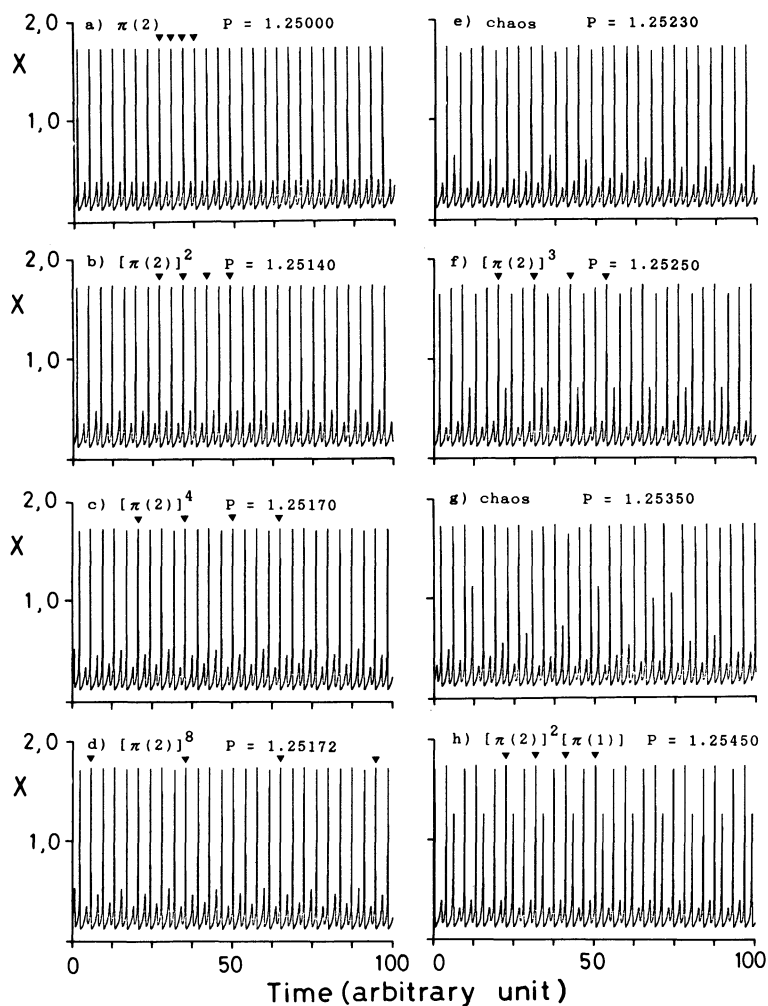 a) π(2) P = 1.25000
2,0
X
1,0
b) [π(2)]² P = 1.25140
2,0
X
1,0
c) [π(2)]⁴ P = 1.25170
2,0
X
1,0
d) [π(2)]⁸ P = 1.25172
2,0
X
1,0
0 50 100
e) chaos P = 1.25230
f) [π(2)]³ P = 1.25250
g) chaos P = 1.25350
h) [π(2)]²[π(1)] P = 1.25450
0 50 100
Time (arbitrary unit)